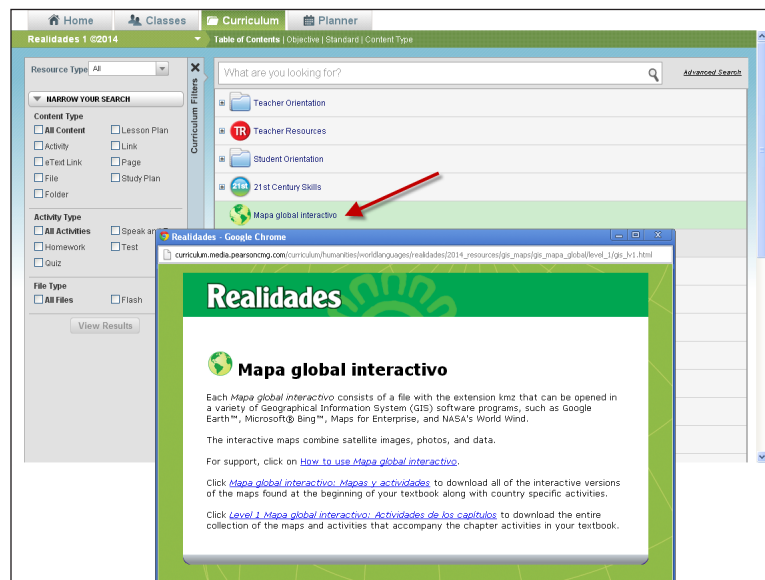 Home
Classes
Curriculum
Planner
Realidades 1 ©2014
Table of Contents | Objective | Standard | Content Type
Resource Type All
Curriculum Filters
What are you looking for?
Advanced Search
NARROW YOUR SEARCH
Content Type
All Content
Lesson Plan
Activity
Link
eText Link
Page
File
Study Plan
Folder
Activity Type
All Activities
Speak an
Homework
Test
Quiz
File Type
All Files
Flash
View Results
Teacher Orientation
TR Teacher Resources
Student Orientation
21st 21st Century Skills
Mapa global interactivo
Realidades - Google Chrome
curriculum.media.pearsoncmg.com/curriculum/humanities/worldlanguages/realidades/2014_resources/gis_maps/gis_mapa_global/level_1/gis_lv1.html
Realidades
Mapa global interactivo
Each Mapa global interactivo consists of a file with the extension kmz that can be opened in
a variety of Geographical Information System (GIS) software programs, such as Google
Earth™, Microsoft® Bing™, Maps for Enterprise, and NASA's World Wind.
The interactive maps combine satellite images, photos, and data.
For support, click on How to use Mapa global interactivo.
Click Mapa global interactivo: Mapas y actividades to download all of the interactive versions
of the maps found at the beginning of your textbook along with country specific activities.
Click Level 1 Mapa global interactivo: Actividades de los capítulos to download the entire
collection of the maps and activities that accompany the chapter activities in your textbook.